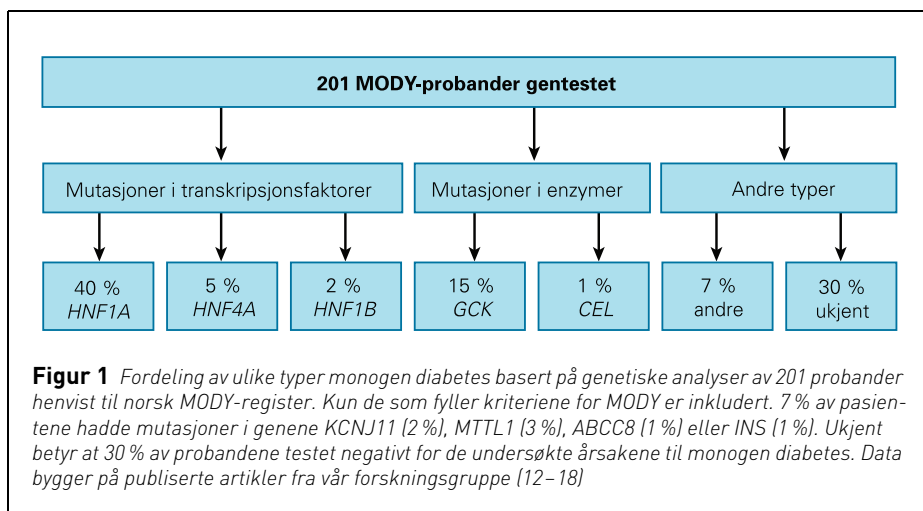 201 MODY-probander gentestet
Mutasjoner i transkripsjonsfaktorer
Mutasjoner i enzymer
Andre typer
40 %
HNF1A
5 %
HNF4A
2 %
HNF1B
15 %
GCK
1 %
CEL
7 %
andre
30 %
ukjent
Figur 1 Fordeling av ulike typer monogen diabetes basert på genetiske analyser av 201 probander
henvist til norsk MODY-register. Kun de som fyller kriteriene for MODY er inkludert. 7 % av pasien-
tene hadde mutasjoner i genene KCNJ11 (2 %), MTTL1 (3 %), ABCC8 (1 %) eller INS (1 %). Ukjent
betyr at 30 % av probandene testet negativt for de undersøkte årsakene til monogen diabetes. Data
bygger på publiserte artikler fra vår forskningsgruppe (12–18)